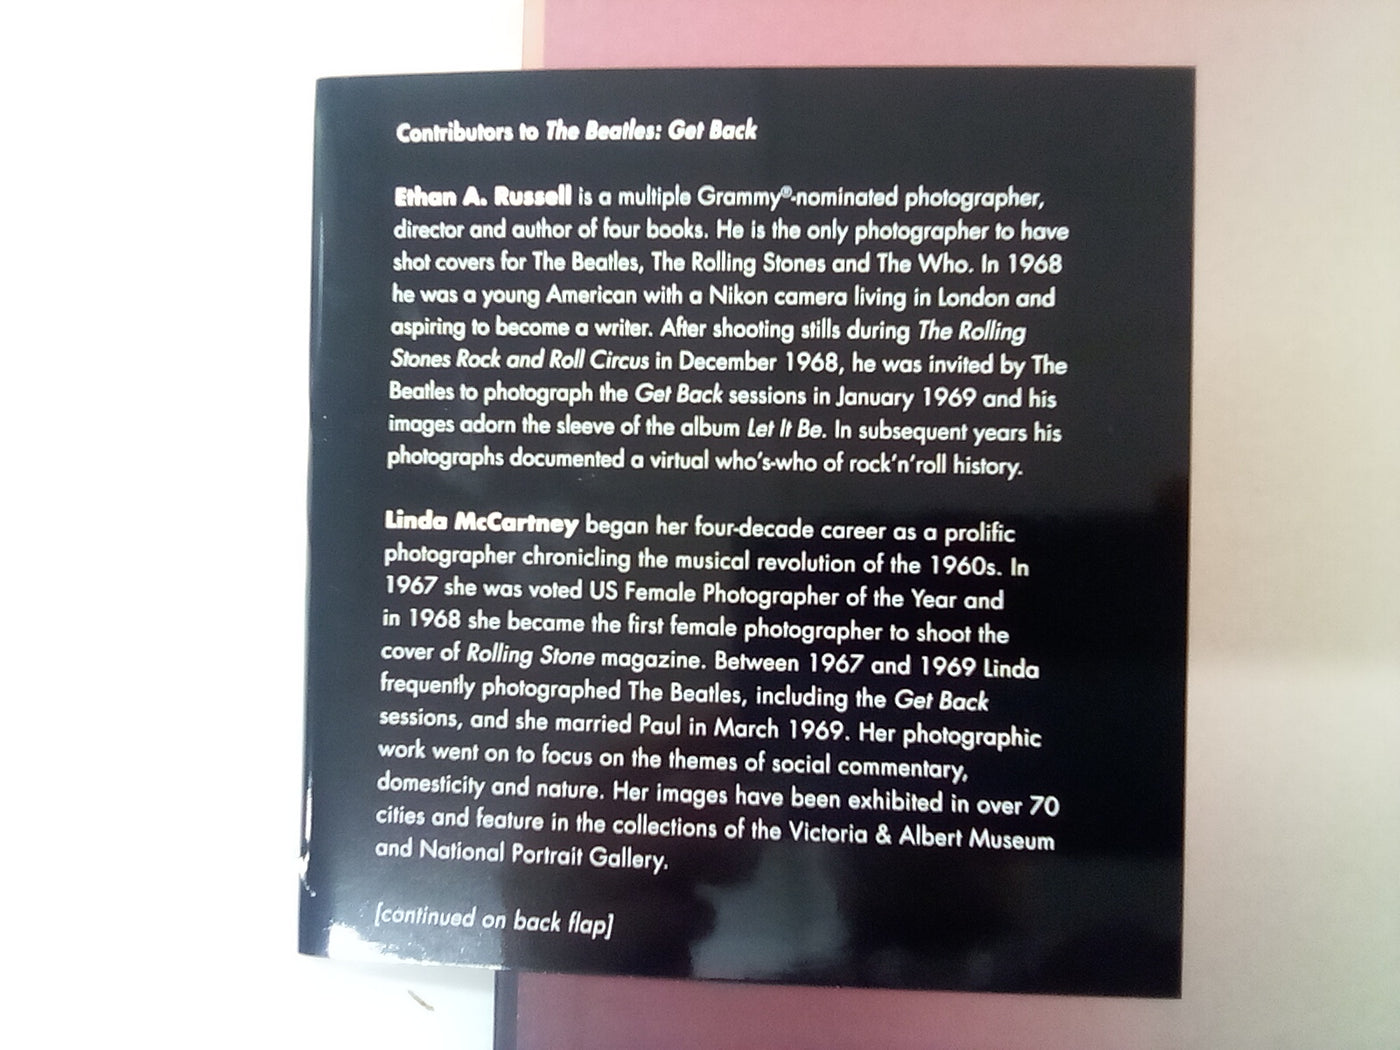 Contributors to The Beatles: Get Back
Ethan A. Russell is a multiple Grammy®-nominated photographer,
director and author of four books. He is the only photographer to have
shot covers for The Beatles, The Rolling Stones and The Who. In 1968
he was a young American with a Nikon camera living in London and
aspiring to become a writer. After shooting stills during The Rolling
Stones Rock and Roll Circus in December 1968, he was invited by The
Beatles to photograph the Get Back sessions in January 1969 and his
images adorn the sleeve of the album Let It Be. In subsequent years his
photographs documented a virtual who's-who of rock'n'roll history.
Linda McCartney began her four-decade career as a prolific
photographer chronicling the musical revolution of the 1960s. In
1967 she was voted US Female Photographer of the Year and
in 1968 she became the first female photographer to shoot the
cover of Rolling Stone magazine. Between 1967 and 1969 Linda
frequently photographed The Beatles, including the Get Back
sessions, and she married Paul in March 1969. Her photographic
work went on to focus on the themes of social commentary,
domesticity and nature. Her images have been exhibited in over 70
cities and feature in the collections of the Victoria & Albert Museum
and National Portrait Gallery.
[continued on back flap]